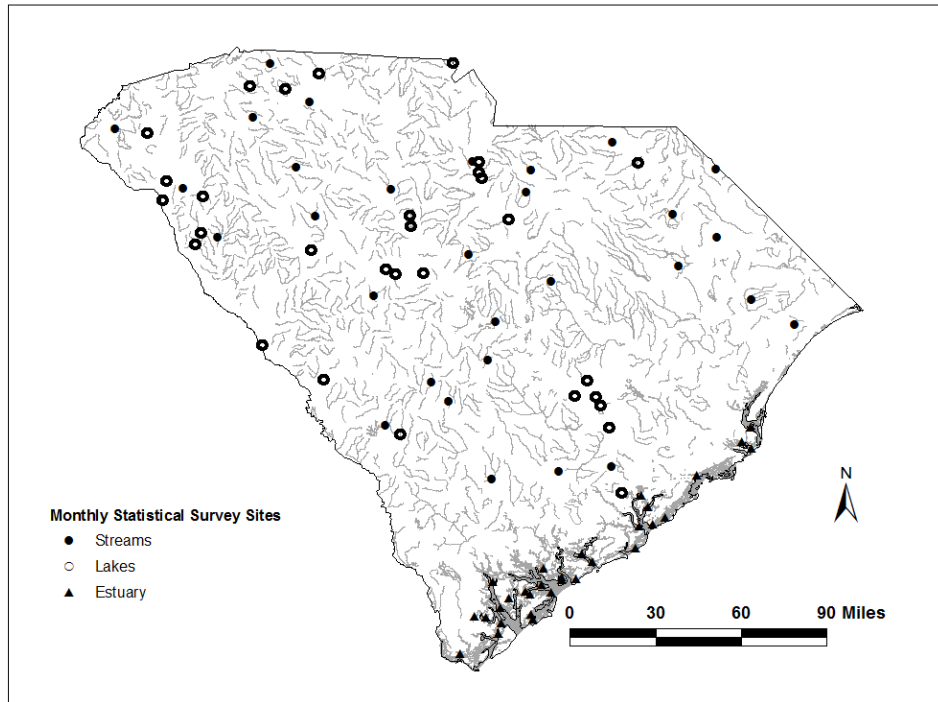 N
Monthly Statistical Survey Sites
Streams
Lakes
Estuary
0 30 60 90 Miles